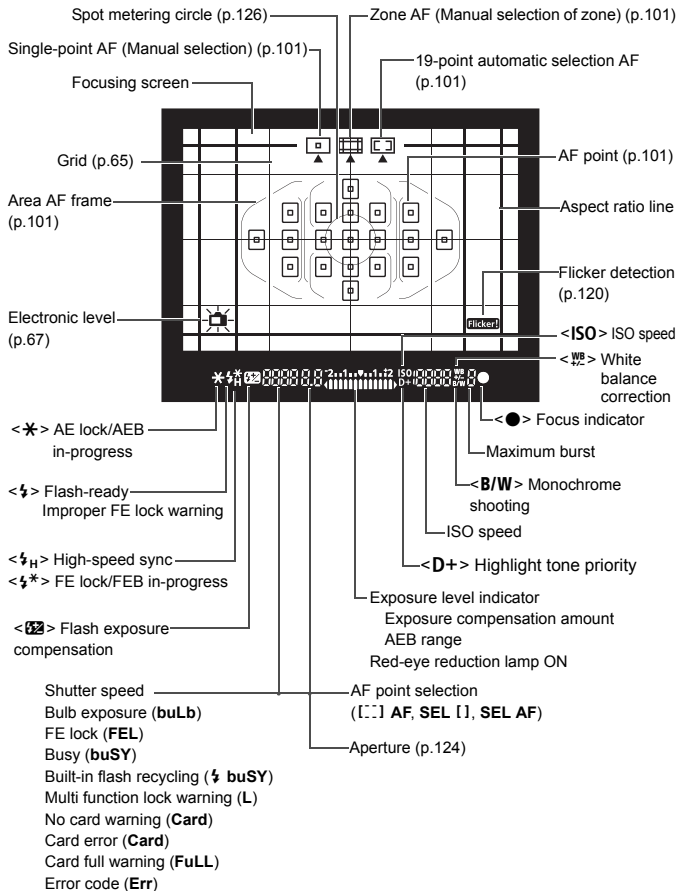 Spot metering circle (p.126)
Zone AF (Manual selection of zone) (p.101)
Single-point AF (Manual selection) (p.101)
19-point automatic selection AF
(p.101)
Focusing screen
Grid (p.65)
AF point (p.101)
Area AF frame
(p.101)
Aspect ratio line
Flicker detection
(p.120)
Electronic level
(p.67)
Flicker!
<ISO> ISO speed
<WB+/-> White
balance
correction
-2..1..▼..1..+2 ISO D+ WB +/- B/W
<✱> AE lock/AEB
in-progress
<●> Focus indicator
Maximum burst
<⚡> Flash-ready
Improper FE lock warning
<B/W> Monochrome
shooting
ISO speed
<⚡H> High-speed sync
<⚡*> FE lock/FEB in-progress
<D+> Highlight tone priority
Exposure level indicator
Exposure compensation amount
AEB range
Red-eye reduction lamp ON
<⚡±> Flash exposure
compensation
Shutter speed
Bulb exposure (buLb)
FE lock (FEL)
Busy (buSY)
Built-in flash recycling (⚡ buSY)
Multi function lock warning (L)
No card warning (Card)
Card error (Card)
Card full warning (FuLL)
Error code (Err)
AF point selection
([- -] AF, SEL [ ], SEL AF)
Aperture (p.124)